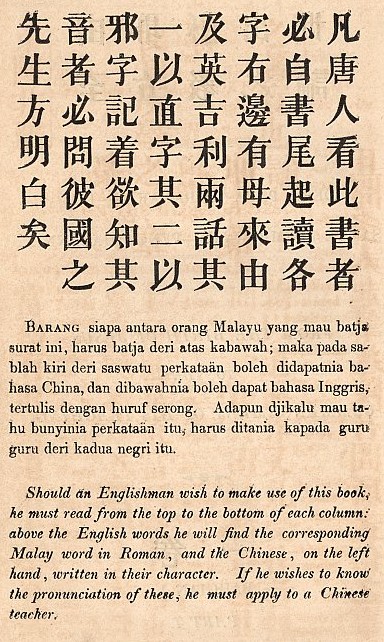 凡唐人看此書者
必自書尾起讀各
字右邊有母來由
及英吉利兩話其
一以直字其二以
邪字記着欲知其
音者必問彼國之
先生方明白矣
BARANG siapa antara orang Malayu yang mau batja
surat ini, harus batja deri atas kabawah; maka pada sa-
blah kiri deri saswatu perkataän boleh didapatnia ba-
hasa China, dan dibawahnia boleh dapat bahasa Inggris,
tertulis dengan huruf serong. Adapun djikalu mau ta-
hu bunyinia perkataän itu, harus ditania kapada guru
guru deri kadua negri itu.
Should an Englishman wish to make use of this book,
he must read from the top to the bottom of each column:
above the English words he will find the corresponding
Malay word in Roman, and the Chinese, on the left
hand, written in their character. If he wishes to know
the pronunciation of these, he must apply to a Chinese
teacher.